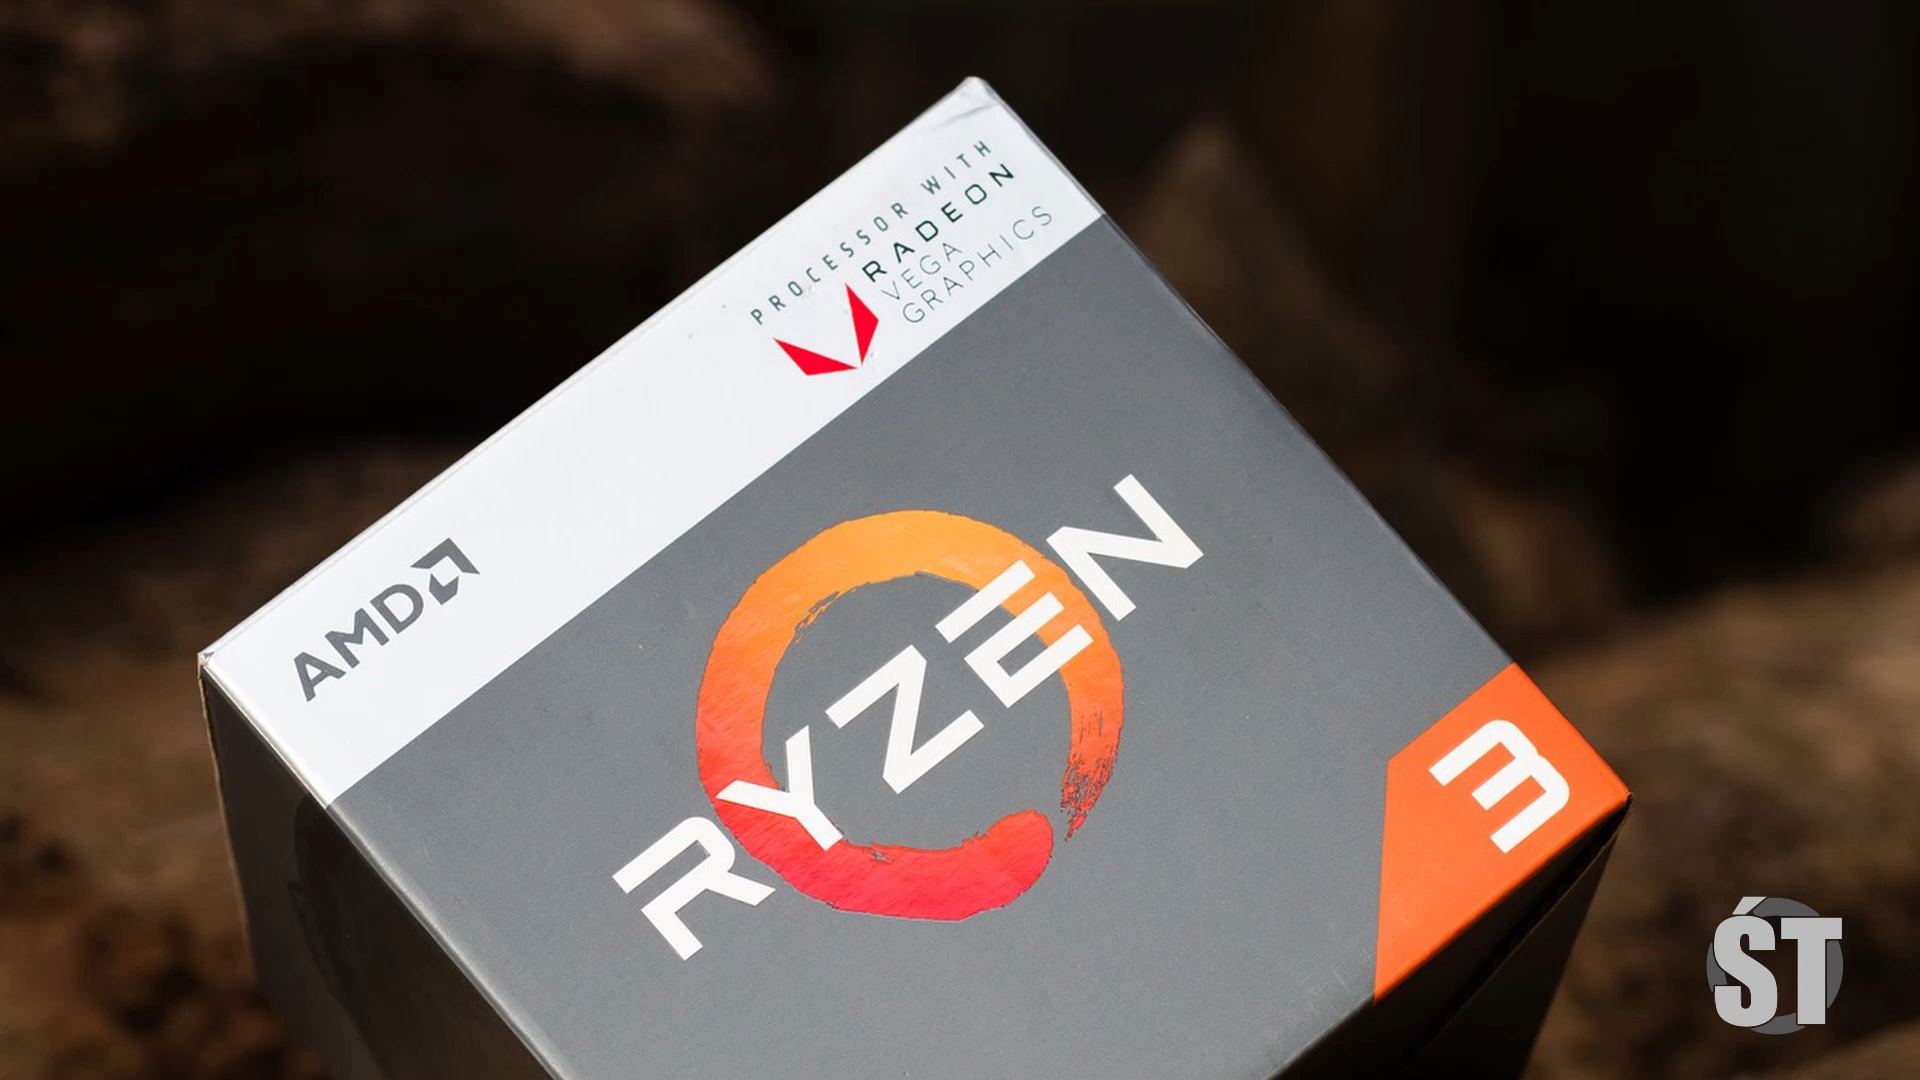 PROCESSOR WITH
RADEON
VEGA
GRAPHICS
AMD
RYZEN
3
ŚT